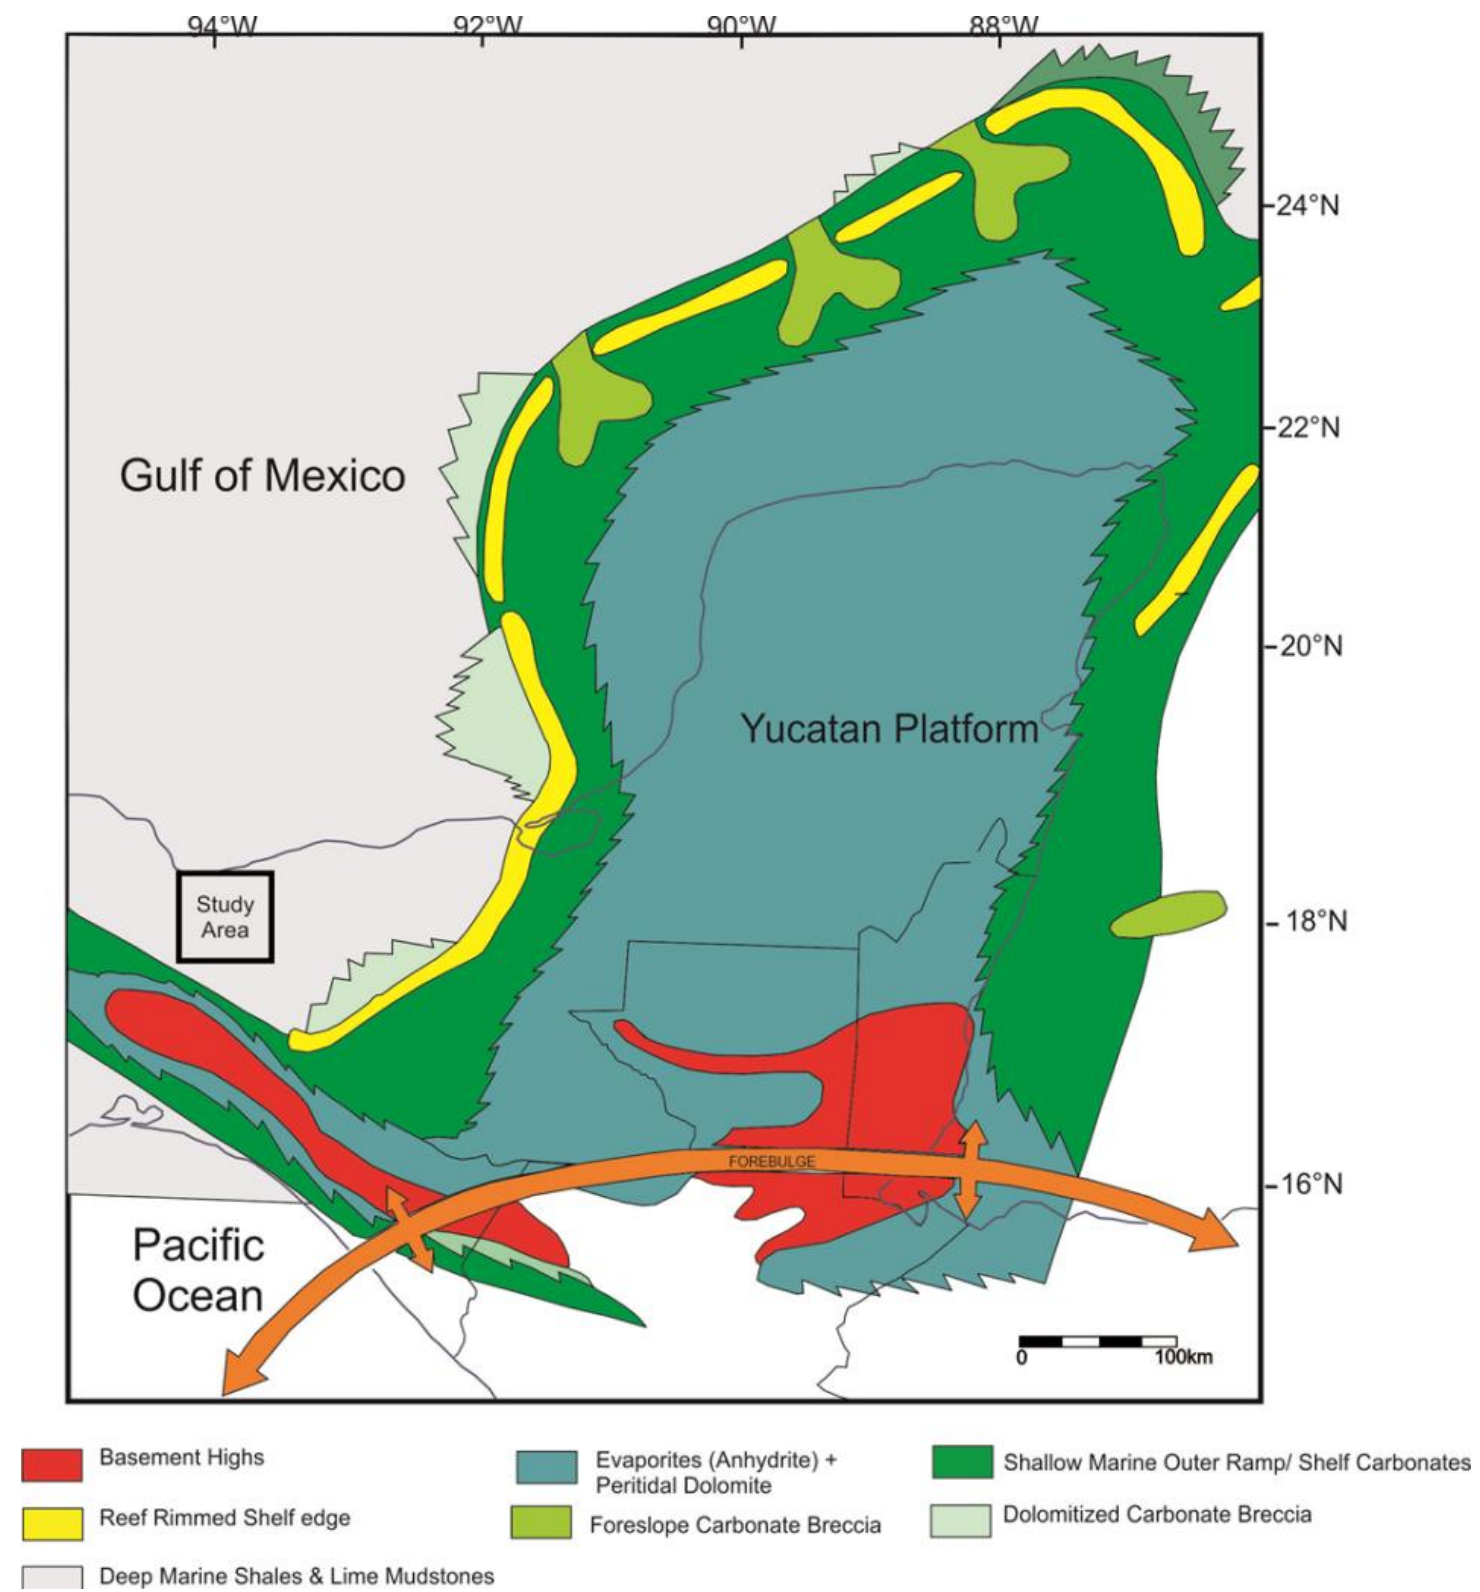 94°W 92°W 90°W 88°W
24°N
22°N
Gulf of Mexico
20°N
Yucatan Platform
Study
Area
18°N
FOREBULGE
16°N
Pacific
Ocean
0 100km
Basement Highs
Evaporites (Anhydrite) +
Peritidal Dolomite
Shallow Marine Outer Ramp/ Shelf Carbonates
Reef Rimmed Shelf edge
Foreslope Carbonate Breccia
Dolomitized Carbonate Breccia
Deep Marine Shales & Lime Mudstones